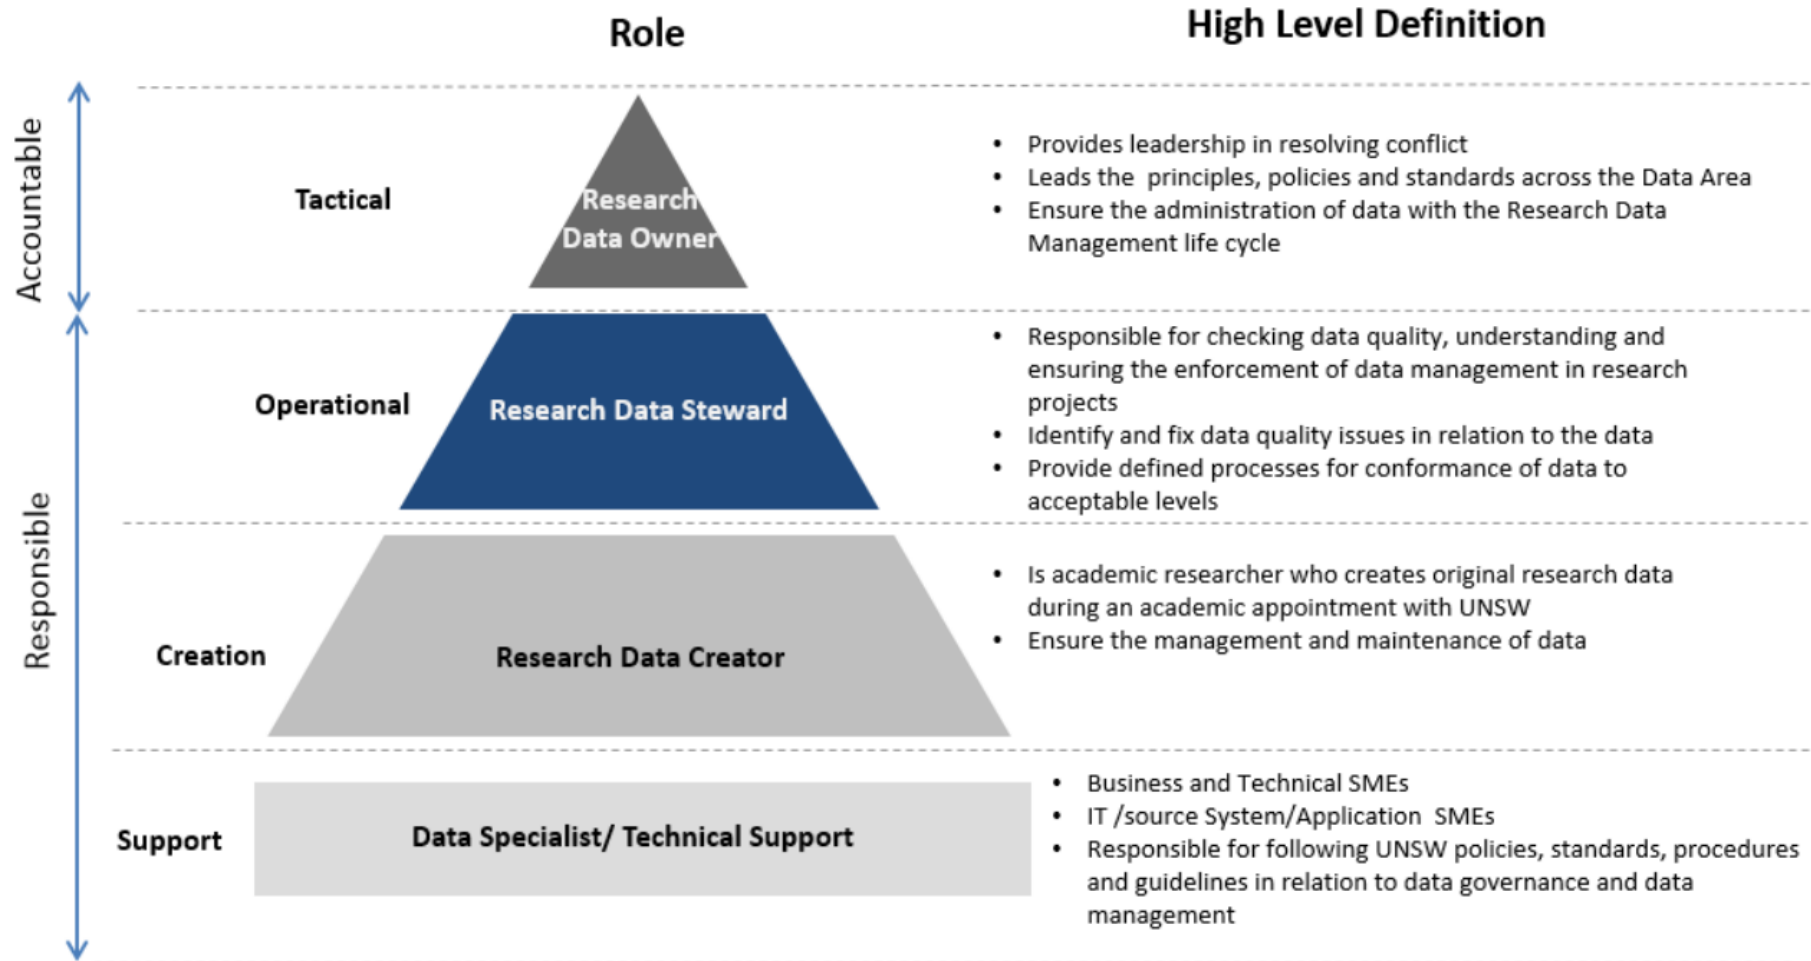 Role
High Level Definition
Accountable
Tactical
Research
Data Owner
• Provides leadership in resolving conflict
• Leads the principles, policies and standards across the Data Area
• Ensure the administration of data with the Research Data
Management life cycle
Responsible
Operational
Research Data Steward
• Responsible for checking data quality, understanding and
ensuring the enforcement of data management in research
projects
• Identify and fix data quality issues in relation to the data
• Provide defined processes for conformance of data to
acceptable levels
Creation
Research Data Creator
• Is academic researcher who creates original research data
during an academic appointment with UNSW
• Ensure the management and maintenance of data
Support
Data Specialist/ Technical Support
• Business and Technical SMEs
• IT /source System/Application SMEs
• Responsible for following UNSW policies, standards, procedures
and guidelines in relation to data governance and data
management